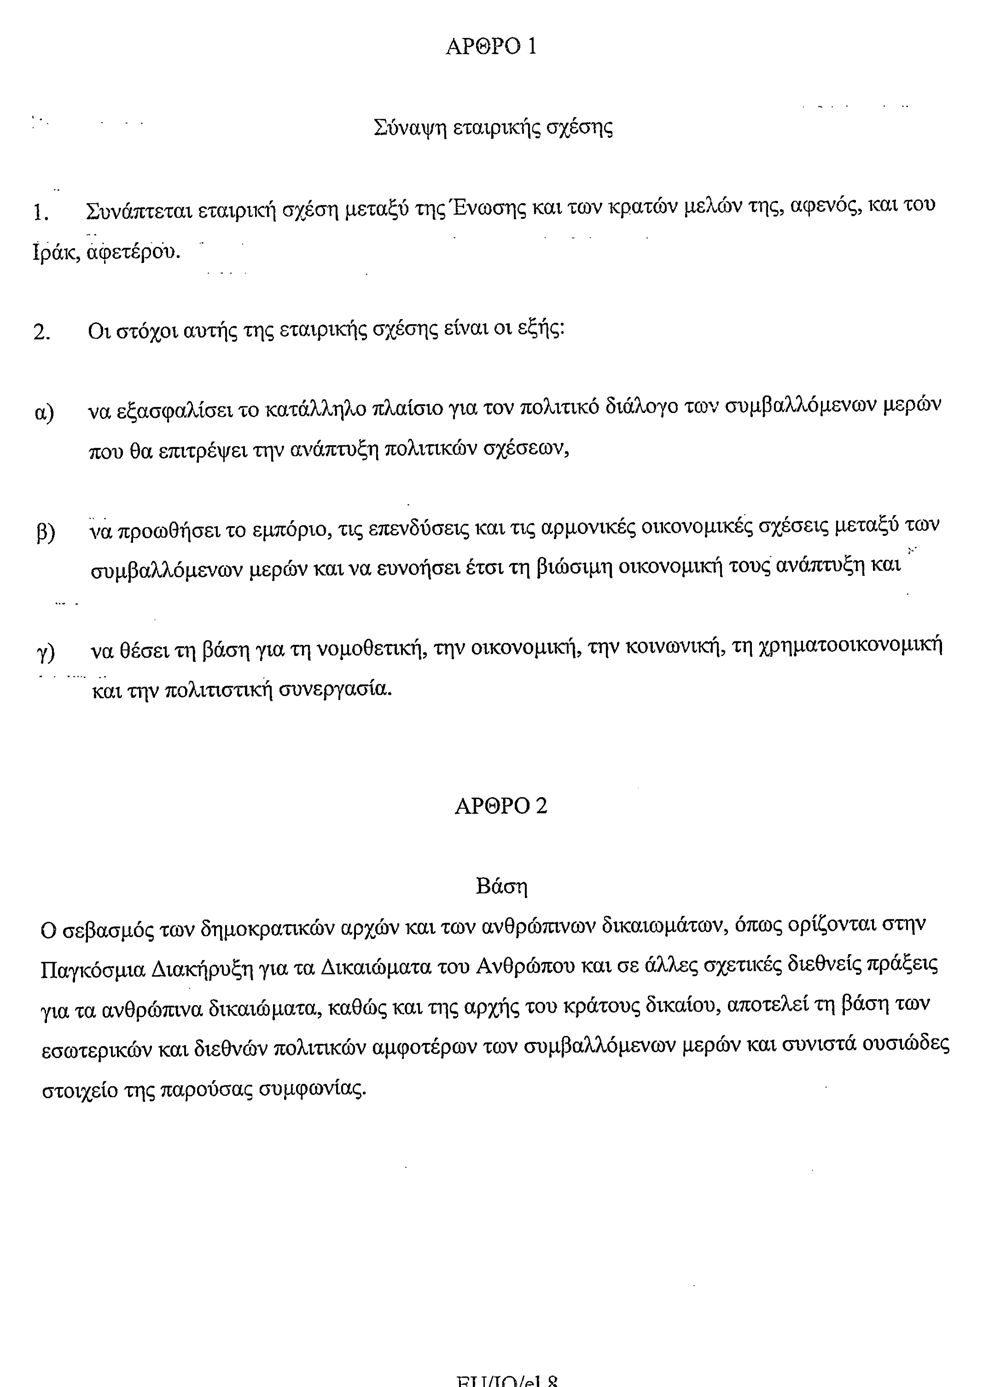 ΑΡΘΡΟ 1
Σύναψη εταιρικής σχέσης
1. Συνάπτεται εταιρική σχέση μεταξύ της Ένωσης και των κρατών μελών της, αφενός, και του
Ιράκ, αφετέρου.
2. Οι στόχοι αυτής της εταιρικής σχέσης είναι οι εξής:
α) να εξασφαλίσει το κατάλληλο πλαίσιο για τον πολιτικό διάλογο των συμβαλλόμενων μερών
που θα επιτρέψει την ανάπτυξη πολιτικών σχέσεων,
β) να προωθήσει το εμπόριο, τις επενδύσεις και τις αρμονικές οικονομικές σχέσεις μεταξύ των
συμβαλλόμενων μερών και να ευνοήσει έτσι τη βιώσιμη οικονομική τους ανάπτυξη και
γ) να θέσει τη βάση για τη νομοθετική, την οικονομική, την κοινωνική, τη χρηματοοικονομική
και την πολιτιστική συνεργασία.
ΑΡΘΡΟ 2
Βάση
Ο σεβασμός των δημοκρατικών αρχών και των ανθρώπινων δικαιωμάτων, όπως ορίζονται στην
Παγκόσμια Διακήρυξη για τα Δικαιώματα του Ανθρώπου και σε άλλες σχετικές διεθνείς πράξεις
για τα ανθρώπινα δικαιώματα, καθώς και της αρχής του κράτους δικαίου, αποτελεί τη βάση των
εσωτερικών και διεθνών πολιτικών αμφοτέρων των συμβαλλόμενων μερών και συνιστά ουσιώδες
στοιχείο της παρούσας συμφωνίας.
EU/IQ/el 8